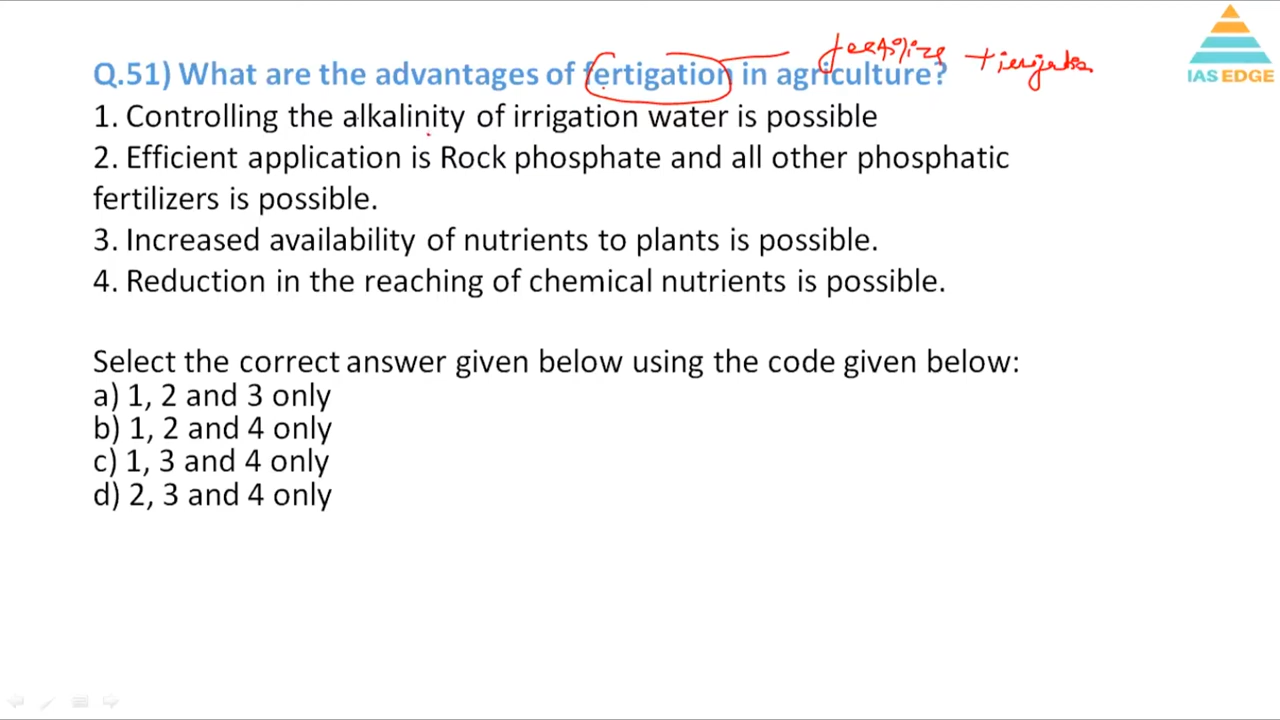 IAS EDGE
Q.51) What are the advantages of fertigation in agriculture?
1. Controlling the alkalinity of irrigation water is possible
2. Efficient application is Rock phosphate and all other phosphatic
fertilizers is possible.
3. Increased availability of nutrients to plants is possible.
4. Reduction in the reaching of chemical nutrients is possible.
Select the correct answer given below using the code given below:
a) 1, 2 and 3 only
b) 1, 2 and 4 only
c) 1, 3 and 4 only
d) 2, 3 and 4 only